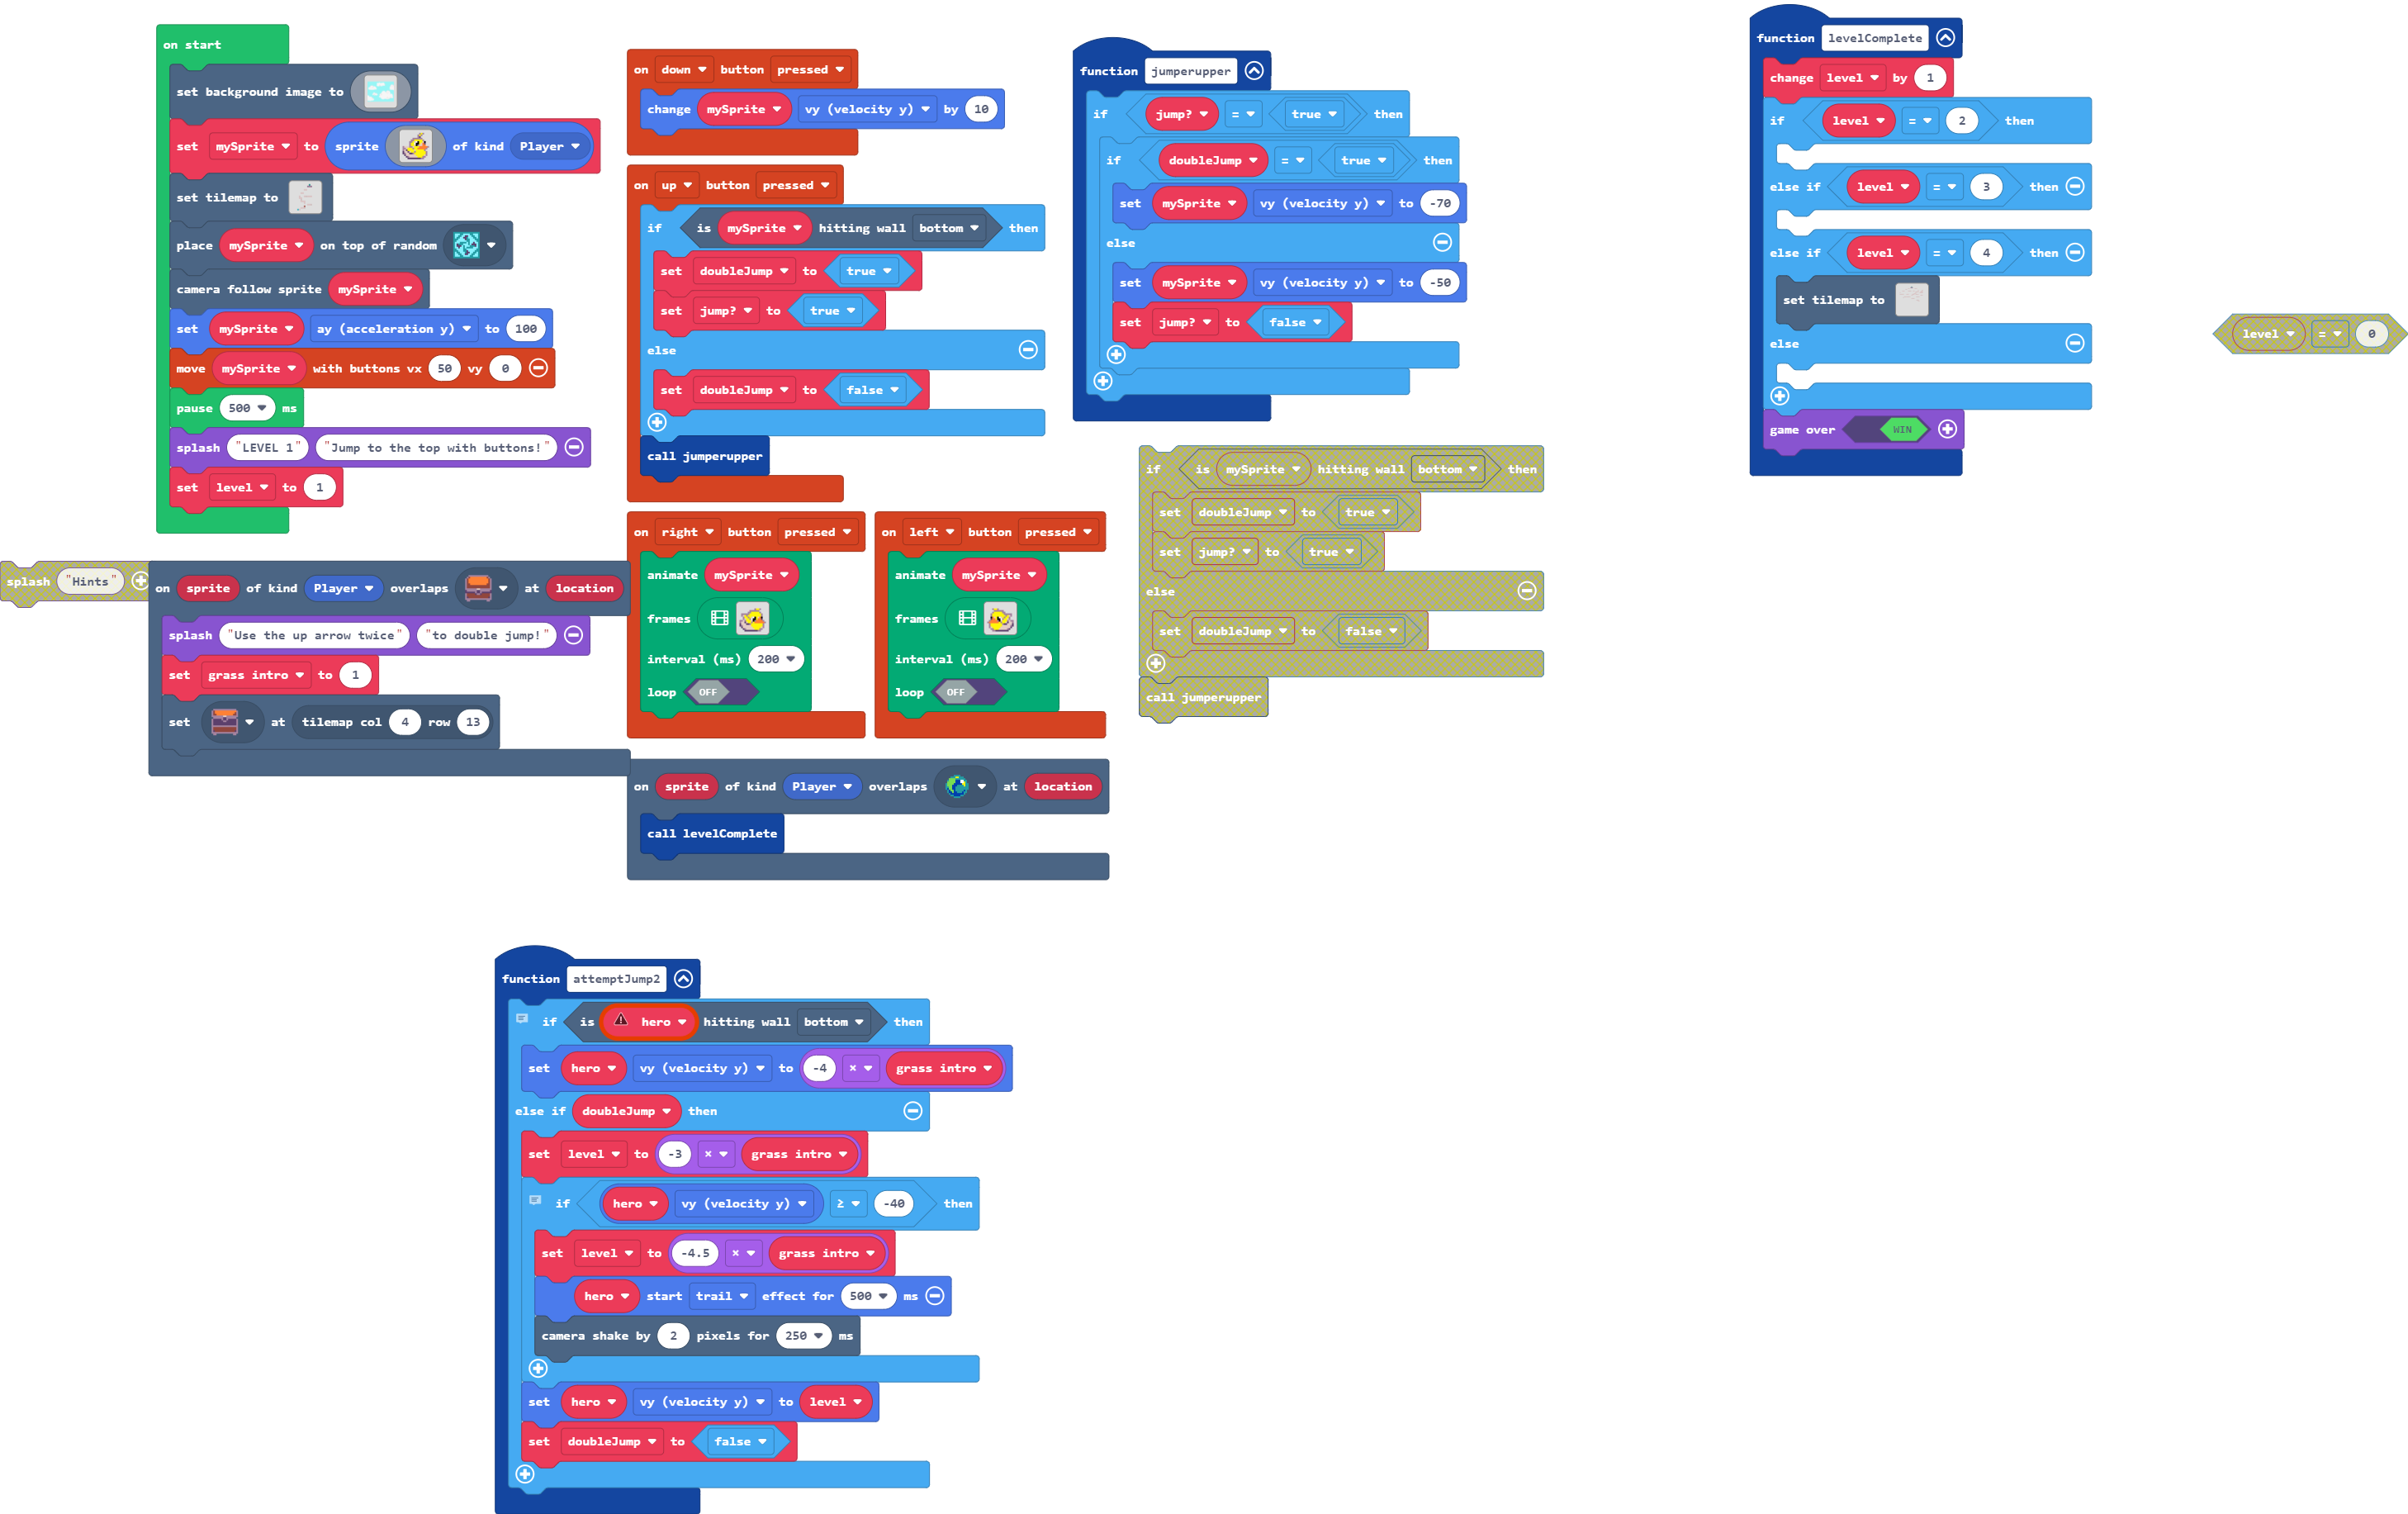 on start
set background image to
set mySprite to sprite of kind Player
set tilemap to
place mySprite on top of random
camera follow sprite mySprite
set mySprite ay (acceleration y) to 100
move mySprite with buttons vx 50 vy 0
pause 500 ms
splash "LEVEL 1" "Jump to the top with buttons!"
set level to 1
splash "Hints"
on sprite of kind Player overlaps at location
splash "Use the up arrow twice" "to double jump!"
set grass intro to 1
set at tilemap col 4 row 13
on down button pressed
change mySprite vy (velocity y) by 10
on up button pressed
if is mySprite hitting wall bottom then
set doubleJump to true
set jump? to true
else
set doubleJump to false
call jumperupper
on right button pressed
animate mySprite
frames
interval (ms) 200
loop OFF
on left button pressed
animate mySprite
frames
interval (ms) 200
loop OFF
on sprite of kind Player overlaps at location
call levelComplete
function jumperupper
if jump? = true then
if doubleJump = true then
set mySprite vy (velocity y) to -70
else
set mySprite vy (velocity y) to -50
set jump? to false
if is mySprite hitting wall bottom then
set doubleJump to true
set jump? to true
else
set doubleJump to false
call jumperupper
function levelComplete
change level by 1
if level = 2 then
else if level = 3 then
else if level = 4 then
set tilemap to
else
game over WIN
level = 0
function attemptJump2
if is hero hitting wall bottom then
set hero vy (velocity y) to -4 × grass intro
else if doubleJump then
set level to -3 × grass intro
if hero vy (velocity y) ≥ -40 then
set level to -4.5 × grass intro
hero start trail effect for 500 ms
camera shake by 2 pixels for 250 ms
set hero vy (velocity y) to level
set doubleJump to false